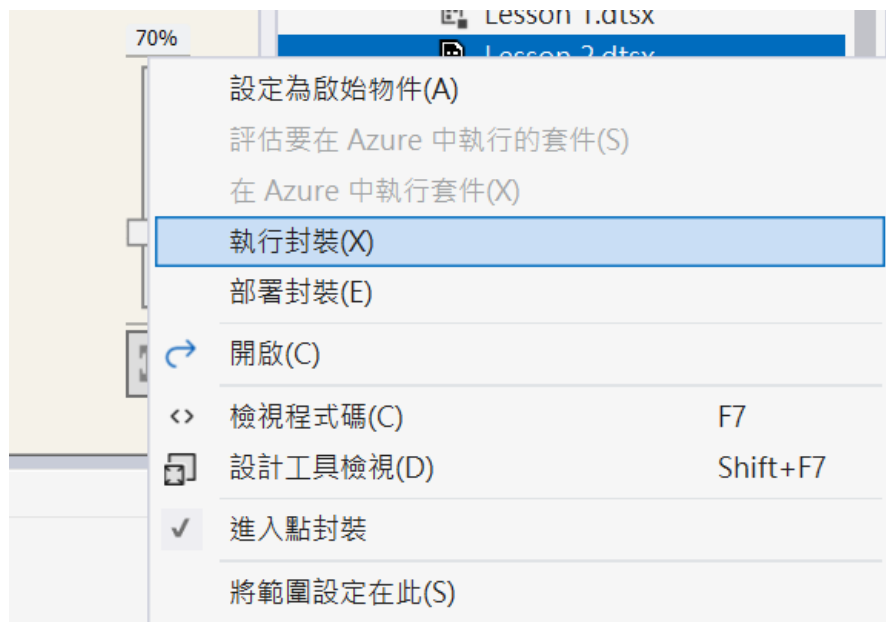 70%
Lesson 1.dtsx
Lesson 2.dtsx
設定為啟始物件(A)
評估要在 Azure 中執行的套件(S)
在 Azure 中執行套件(X)
執行封裝(X)
部署封裝(E)
開啟(C)
檢視程式碼(C) F7
設計工具檢視(D) Shift+F7
進入點封裝
將範圍設定在此(S)